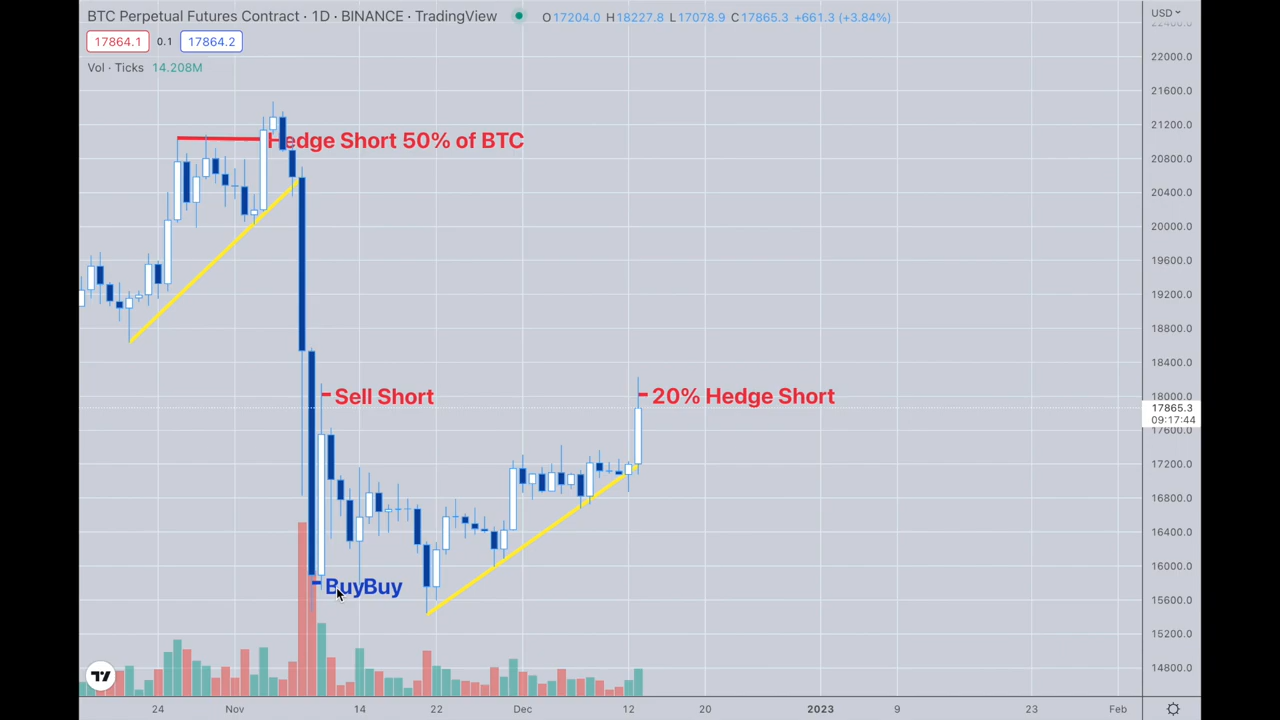 BTC Perpetual Futures Contract · 1D · BINANCE · TradingView O17204.0 H18227.8 L17078.9 C17865.3 +661.3 (+3.84%)
17864.1 0.1 17864.2
Vol · Ticks 14.208M
USD
22400.0
22000.0
21600.0
21200.0
20800.0
20400.0
20000.0
19600.0
19200.0
18800.0
18400.0
18000.0
17865.3
09:17:44
17600.0
17200.0
16800.0
16400.0
16000.0
15600.0
15200.0
14800.0
Hedge Short 50% of BTC
Sell Short
20% Hedge Short
BuyBuy
24 Nov 14 22 Dec 12 20 2023 9 23 Feb